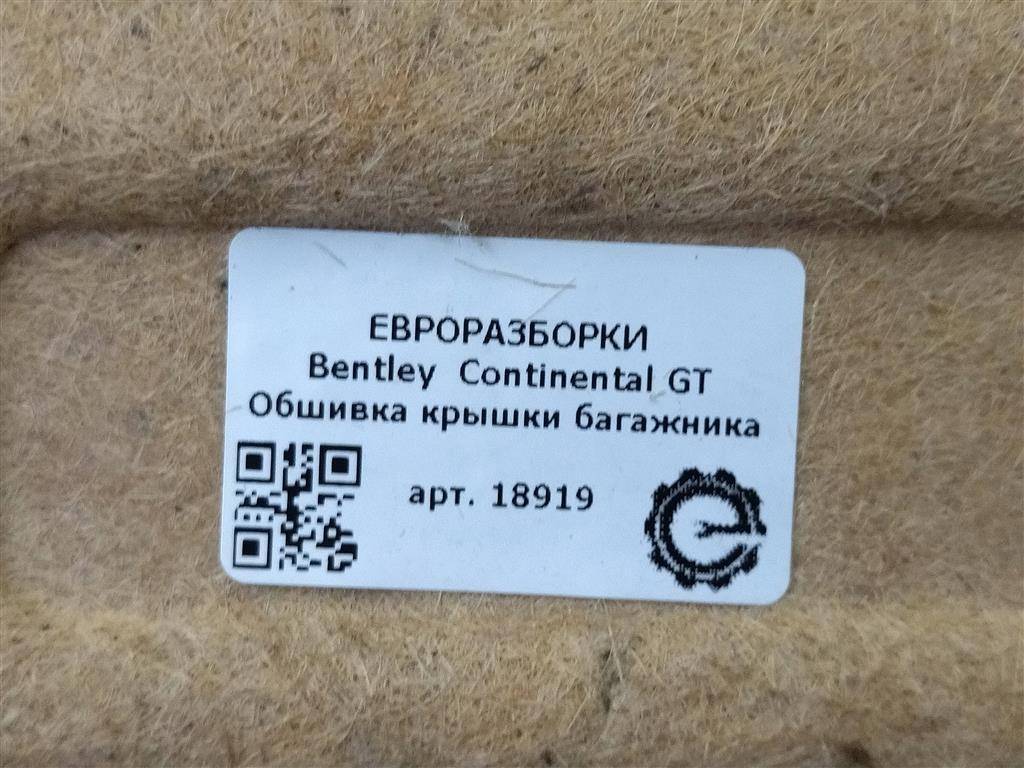 ЕВРОРАЗБОРКИ
Bentley Continental GT
Обшивка крышки багажника
арт. 18919